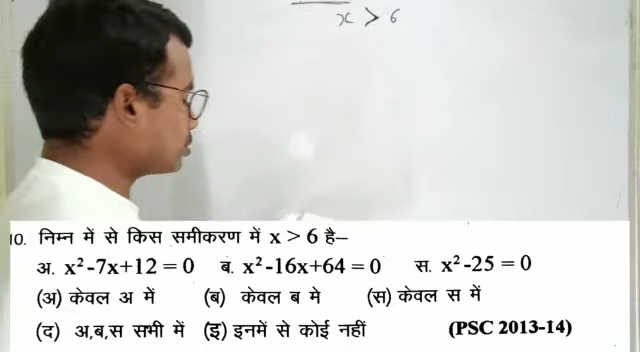 x > 6
10. निम्न में से किस समीकरण में x > 6 है–
अ. x²-7x+12 = 0 ब. x²-16x+64 = 0 स. x²-25 = 0
(अ) केवल अ में (ब) केवल ब मे (स) केवल स में
(द) अ,ब,स सभी में (इ) इनमें से कोई नहीं (PSC 2013-14)